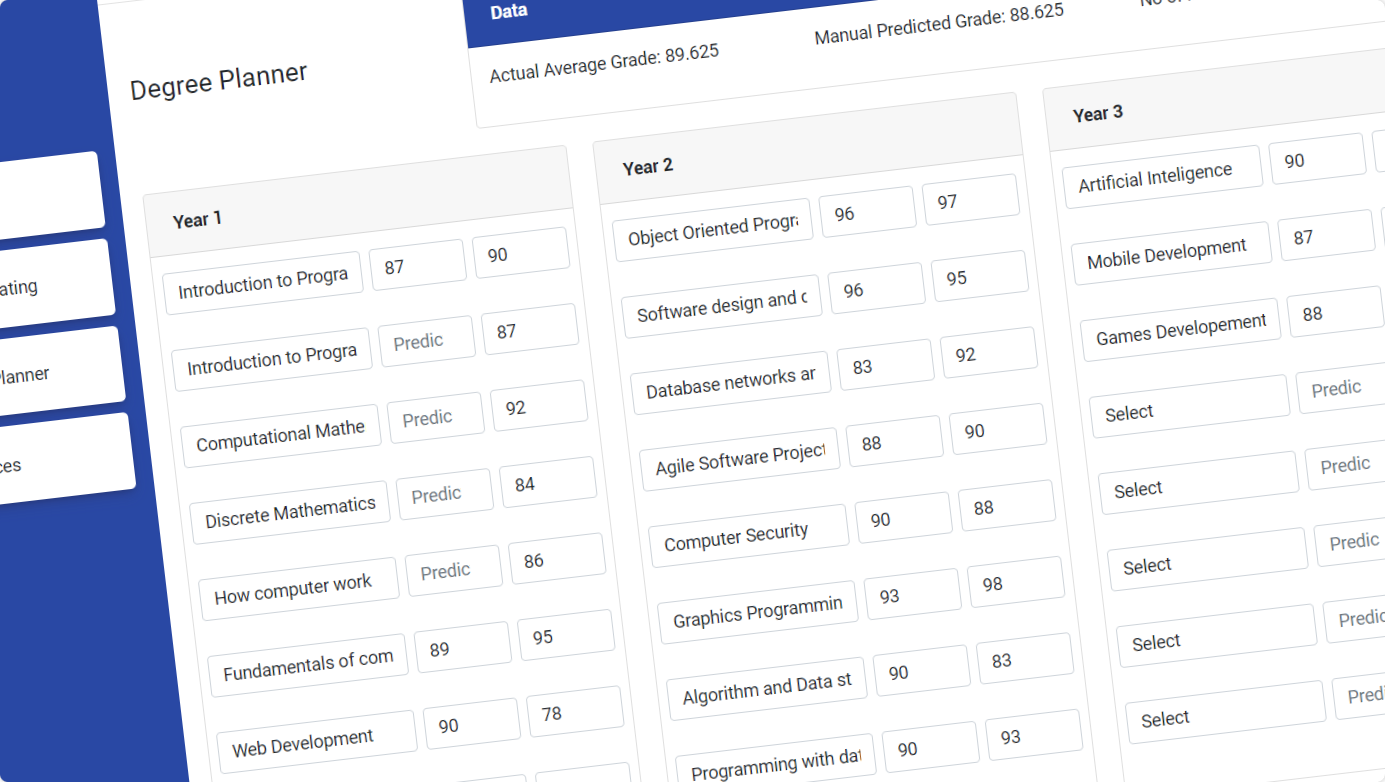 Data
No of
Actual Average Grade: 89.625
Manual Predicted Grade: 88.625
Degree Planner
ating
lanner
ces
Year 1
Introduction to Progra 87 90
Introduction to Progra Predic 87
Computational Mathe Predic 92
Discrete Mathematics Predic 84
How computer work Predic 86
Fundamentals of com 89 95
Web Development 90 78
Year 2
Object Oriented Progra 96 97
Software design and 96 95
Database networks ar 83 92
Agile Software Project 88 90
Computer Security 90 88
Graphics Programmin 93 98
Algorithm and Data st 90 83
Programming with dat 90 93
Year 3
Artificial Inteligence 90
Mobile Development 87
Games Developement 88
Select Predic
Select Predic
Select Predic
Select Predic
Select Predi